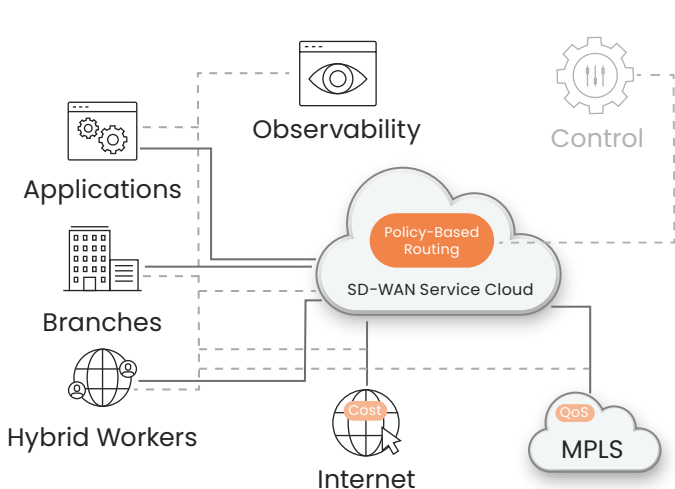 Observability
Control
Applications
Policy-Based
Routing
SD-WAN Service Cloud
Branches
Cost
QoS
Hybrid Workers
MPLS
Internet